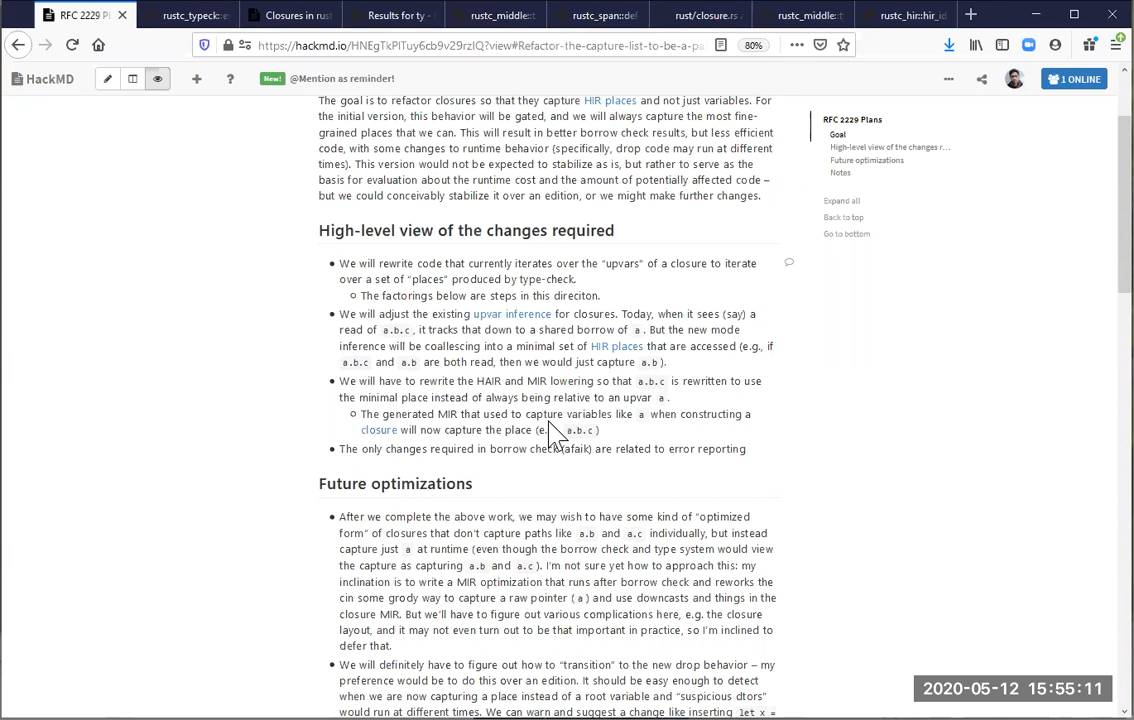 RFC 2229 P
rustc_typeck::
Closures in rust
Results for ty -
rustc_middle::t
rustc_span::def
rust/closure.rs
rustc_middle::ty
rustc_hir::hir_id
https://hackmd.io/HNEgTkPlTuy6cb9v29rzIQ?view#Refactor-the-capture-list-to-be-a-pa
80%
HackMD
New! @Mention as reminder!
1 ONLINE
The goal is to refactor closures so that they capture HIR places and not just variables. For
the initial version, this behavior will be gated, and we will always capture the most fine-
grained places that we can. This will result in better borrow check results, but less efficient
code, with some changes to runtime behavior (specifically, drop code may run at different
times). This version would not be expected to stabilize as is, but rather to serve as the
basis for evaluation about the runtime cost and the amount of potentially affected code –
but we could conceivably stabilize it over an edition, or we might make further changes.
High-level view of the changes required
We will rewrite code that currently iterates over the “upvars” of a closure to iterate
over a set of “places” produced by type-check.
The factorings below are steps in this direciton.
We will adjust the existing upvar inference for closures. Today, when it sees (say) a
read of a.b.c, it tracks that down to a shared borrow of a. But the new mode
inference will be coallescing into a minimal set of HIR places that are accessed (e.g., if
a.b.c and a.b are both read, then we would just capture a.b).
We will have to rewrite the HAIR and MIR lowering so that a.b.c is rewritten to use
the minimal place instead of always being relative to an upvar a.
The generated MIR that used to capture variables like a when constructing a
closure will now capture the place (e. a.b.c)
The only changes required in borrow check (afaik) are related to error reporting
Future optimizations
After we complete the above work, we may wish to have some kind of “optimized
form” of closures that don’t capture paths like a.b and a.c individually, but instead
capture just a at runtime (even though the borrow check and type system would view
the capture as capturing a.b and a.c). I’m not sure yet how to approach this: my
inclination is to write a MIR optimization that runs after borrow check and reworks the
cin some grody way to capture a raw pointer (a) and use downcasts and things in the
closure MIR. But we’ll have to figure out various complications here, e.g. the closure
layout, and it may not even turn out to be that important in practice, so I’m inclined to
defer that.
We will definitely have to figure out how to “transition” to the new drop behavior – my
preference would be to do this over an edition. It should be easy enough to detect
when we are now capturing a place instead of a root variable and “suspicious dtors”
would run at different times. We can warn and suggest a change like inserting let x =
RFC 2229 Plans
Goal
High-level view of the changes r…
Future optimizations
Notes
Expand all
Back to top
Go to bottom
2020-05-12 15:55:11